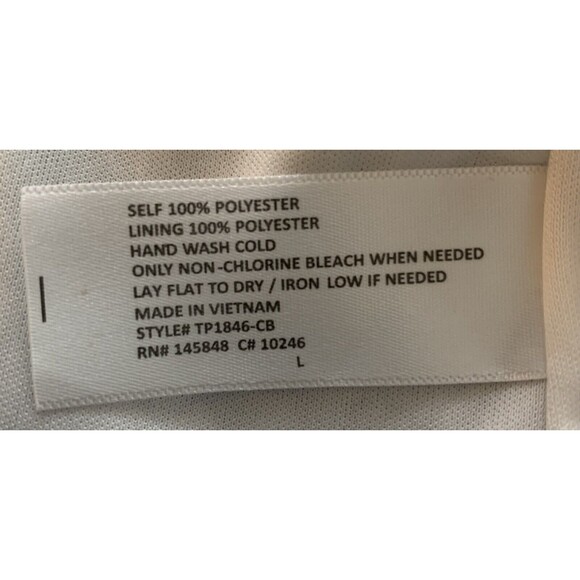 SELF 100% POLYESTER
LINING 100% POLYESTER
HAND WASH COLD
ONLY NON-CHLORINE BLEACH WHEN NEEDED
LAY FLAT TO DRY / IRON LOW IF NEEDED
MADE IN VIETNAM
STYLE# TP1846-CB
RN# 145848 C# 10246
L